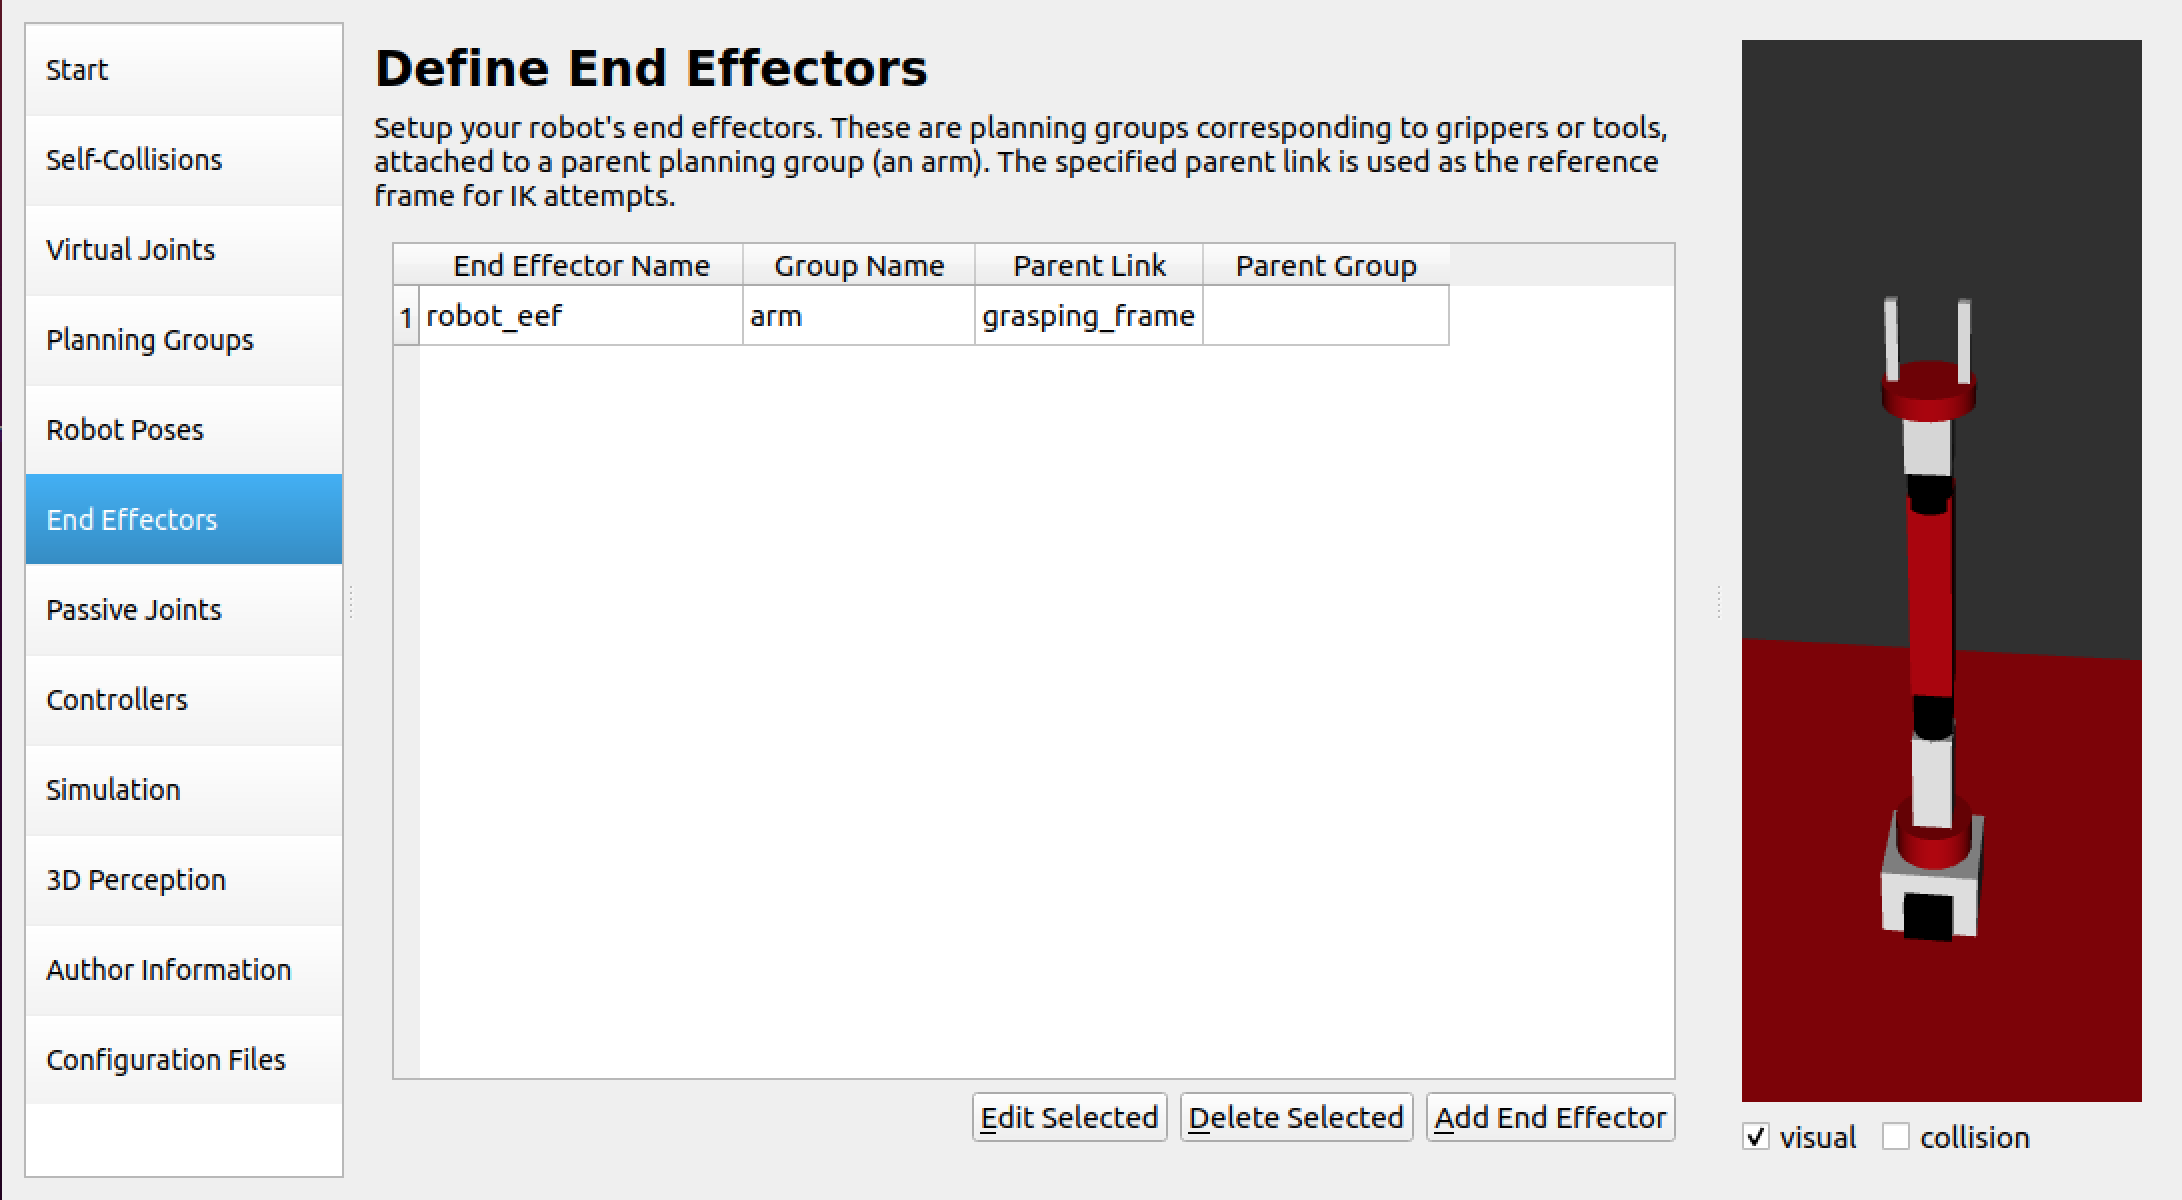 Start
Self-Collisions
Virtual Joints
Planning Groups
Robot Poses
End Effectors
Passive Joints
Controllers
Simulation
3D Perception
Author Information
Configuration Files
Define End Effectors
Setup your robot's end effectors. These are planning groups corresponding to grippers or tools,
attached to a parent planning group (an arm). The specified parent link is used as the reference
frame for IK attempts.
End Effector Name Group Name Parent Link Parent Group
1 robot_eef arm grasping_frame
Edit Selected Delete Selected Add End Effector
visual collision